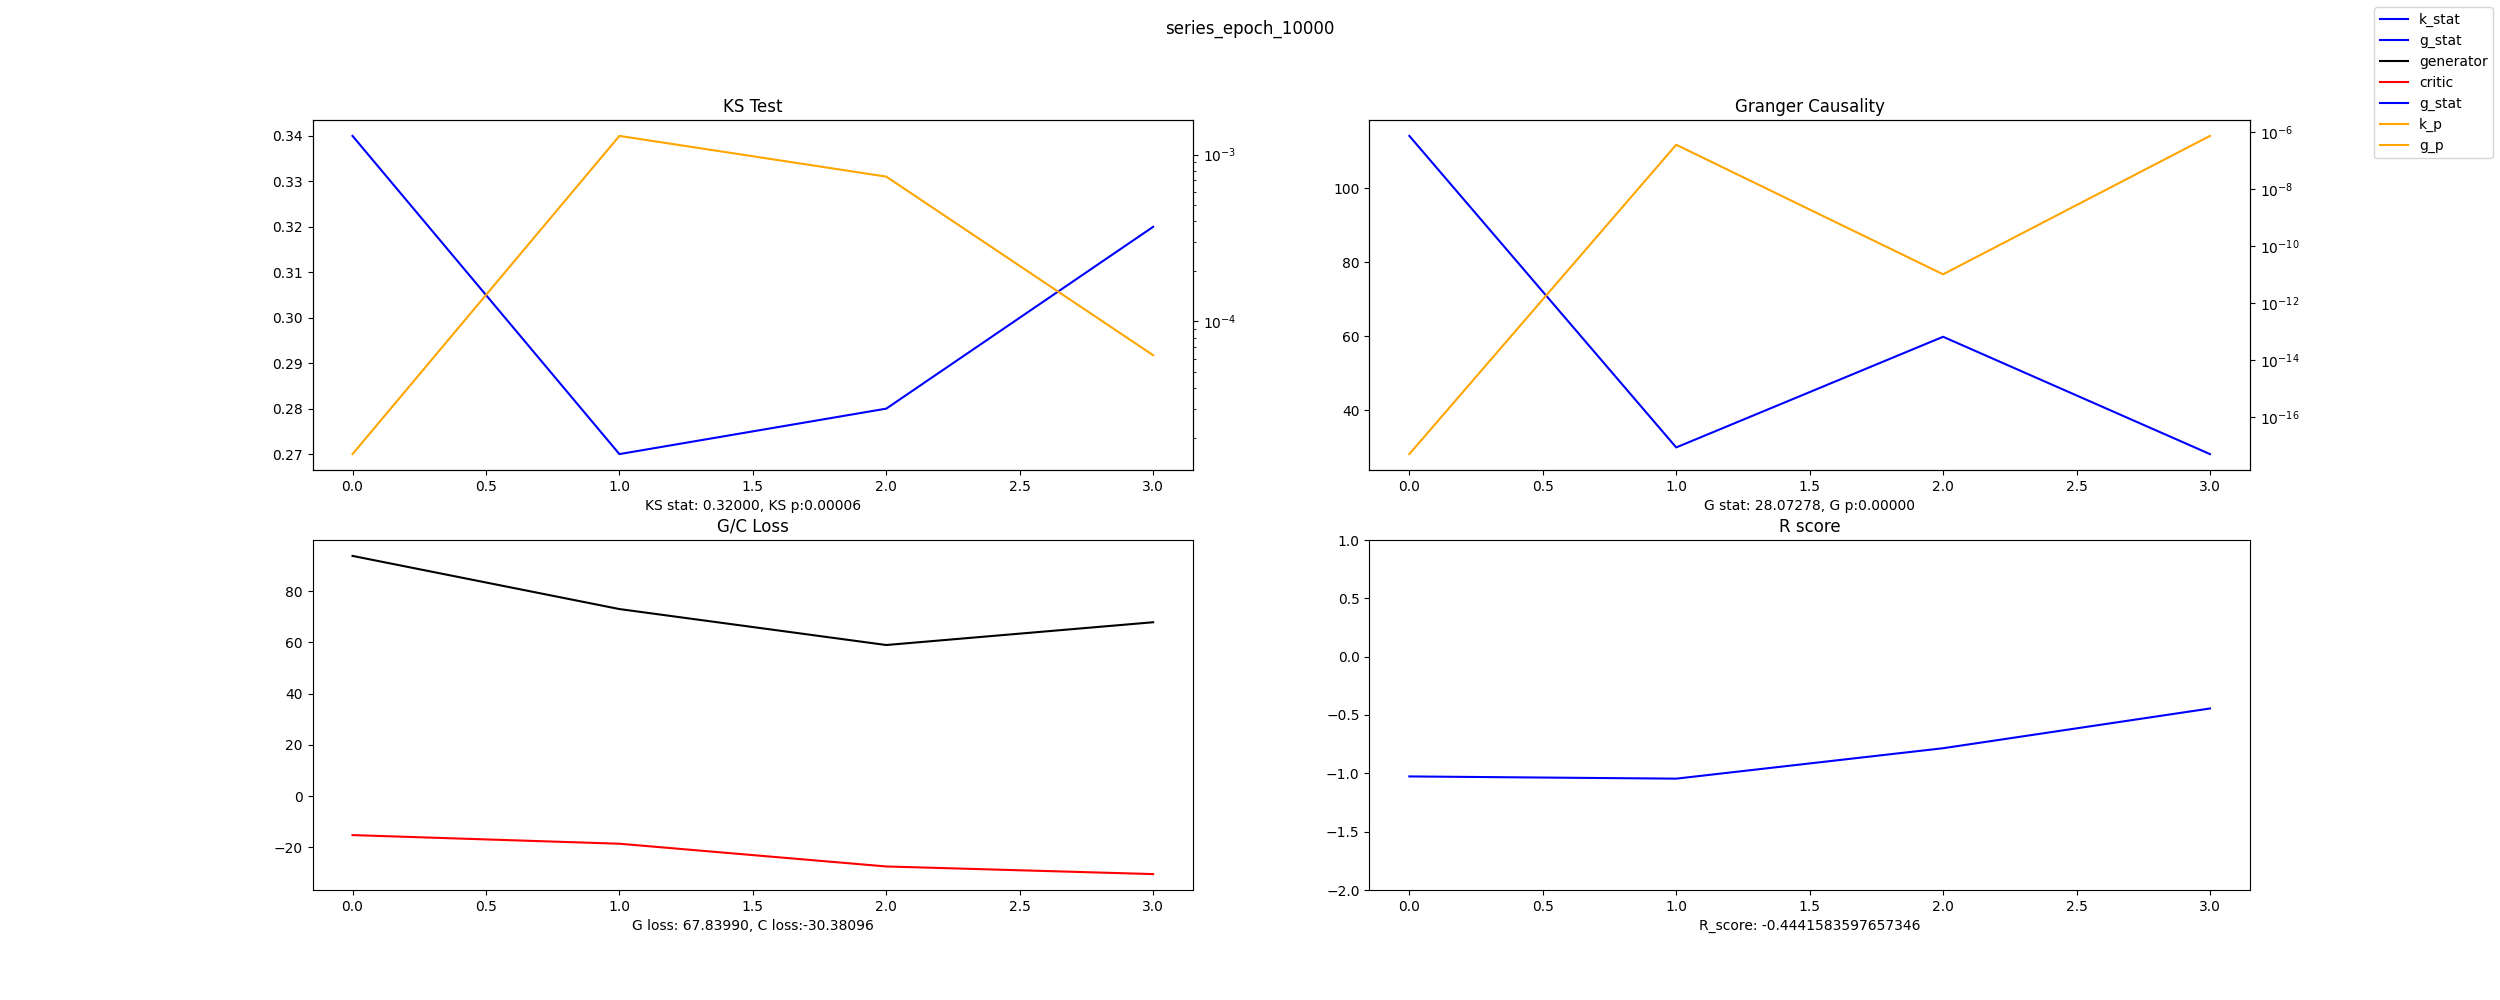 series_epoch_10000
k_stat
g_stat
generator
critic
g_stat
k_p
g_p
KS Test
0.34
0.33
0.32
0.31
0.30
0.29
0.28
0.27
10⁻³
10⁻⁴
0.0 0.5 1.0 1.5 2.0 2.5 3.0
KS stat: 0.32000, KS p:0.00006
Granger Causality
100
80
60
40
10⁻⁶
10⁻⁸
10⁻¹⁰
10⁻¹²
10⁻¹⁴
10⁻¹⁶
0.0 0.5 1.0 1.5 2.0 2.5 3.0
G stat: 28.07278, G p:0.00000
G/C Loss
80
60
40
20
0
−20
0.0 0.5 1.0 1.5 2.0 2.5 3.0
G loss: 67.83990, C loss:-30.38096
R score
1.0
0.5
0.0
−0.5
−1.0
−1.5
−2.0
0.0 0.5 1.0 1.5 2.0 2.5 3.0
R_score: -0.4441583597657346